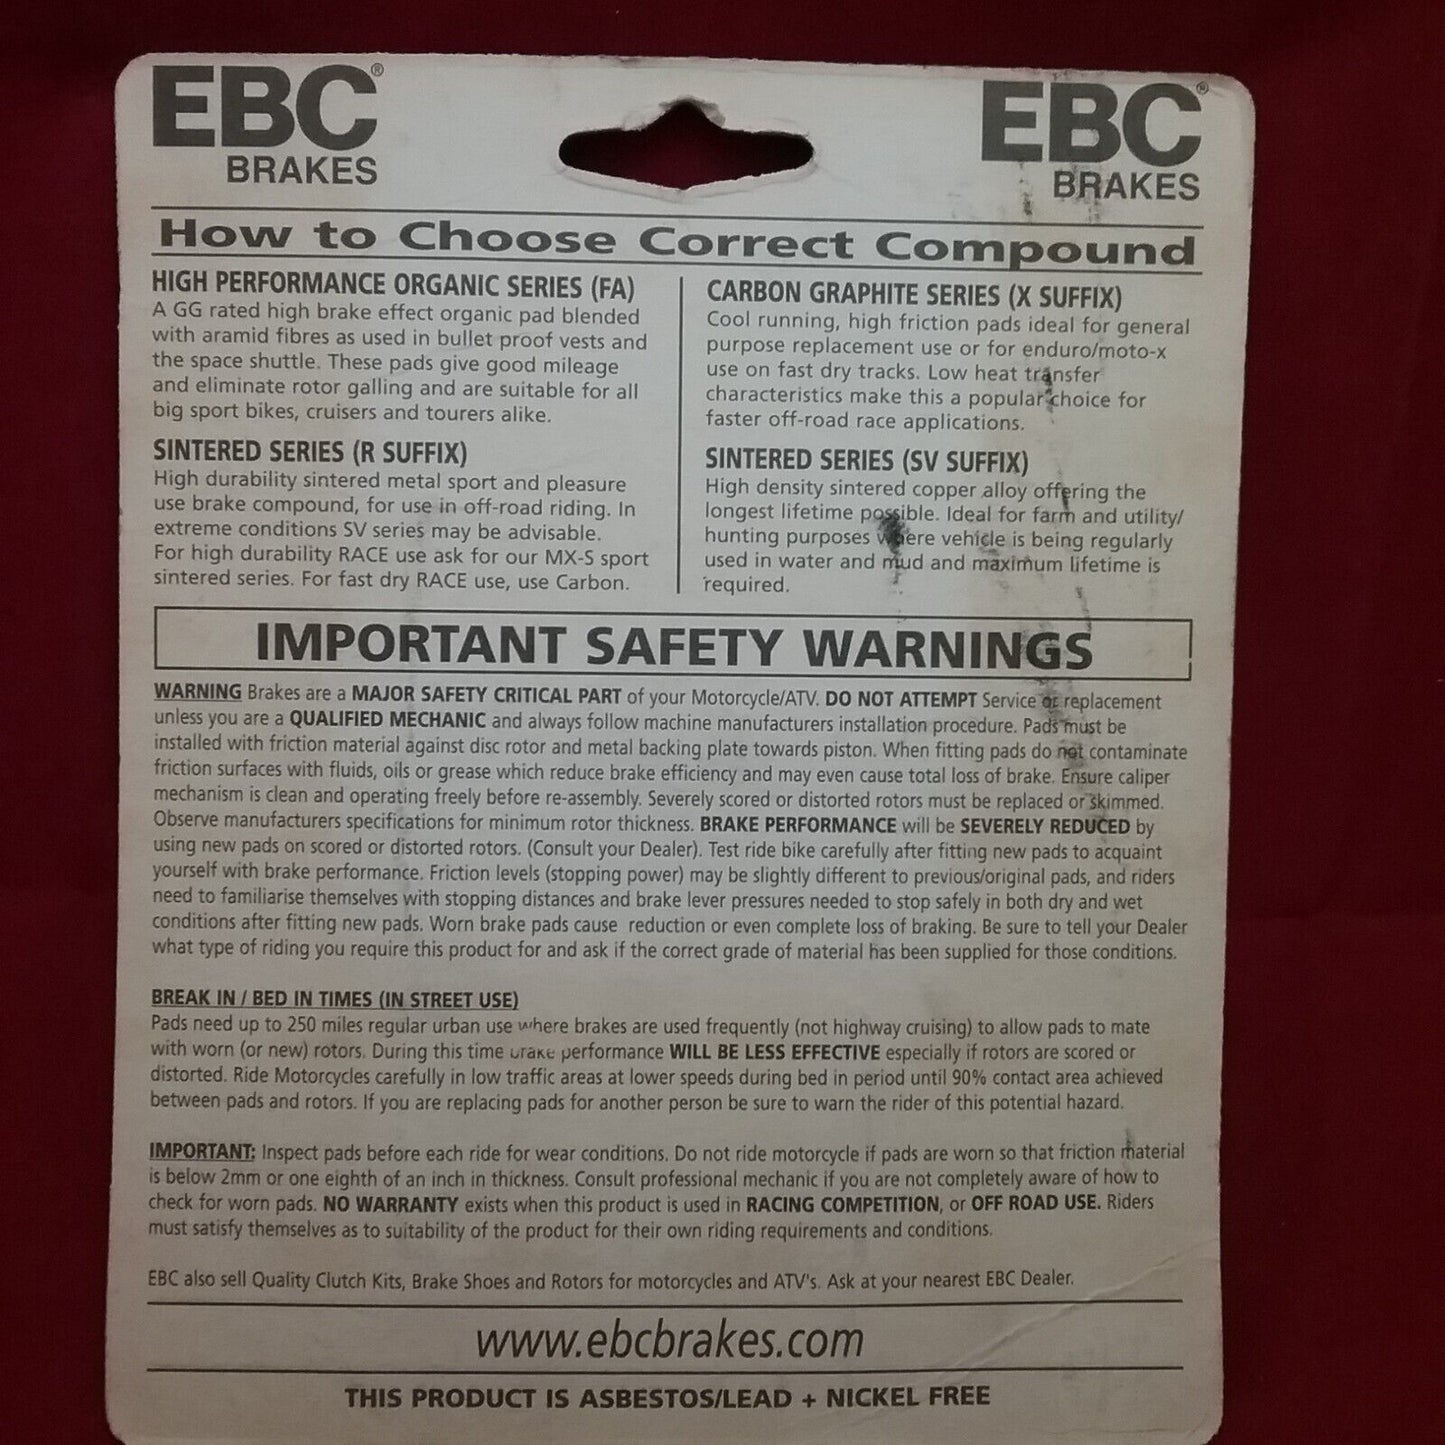 EBC® EBC®
BRAKES BRAKES
How to Choose Correct Compound
HIGH PERFORMANCE ORGANIC SERIES (FA)
A GG rated high brake effect organic pad blended
with aramid fibres as used in bullet proof vests and
the space shuttle. These pads give good mileage
and eliminate rotor galling and are suitable for all
big sport bikes, cruisers and tourers alike.
SINTERED SERIES (R SUFFIX)
High durability sintered metal sport and pleasure
use brake compound, for use in off-road riding. In
extreme conditions SV series may be advisable.
For high durability RACE use ask for our MX-S sport
sintered series. For fast dry RACE use, use Carbon.
CARBON GRAPHITE SERIES (X SUFFIX)
Cool running, high friction pads ideal for general
purpose replacement use or for enduro/moto-x
use on fast dry tracks. Low heat transfer
characteristics make this a popular choice for
faster off-road race applications.
SINTERED SERIES (SV SUFFIX)
High density sintered copper alloy offering the
longest lifetime possible. Ideal for farm and utility/
hunting purposes where vehicle is being regularly
used in water and mud and maximum lifetime is
required.
IMPORTANT SAFETY WARNINGS
WARNING Brakes are a MAJOR SAFETY CRITICAL PART of your Motorcycle/ATV. DO NOT ATTEMPT Service or replacement
unless you are a QUALIFIED MECHANIC and always follow machine manufacturers installation procedure. Pads must be
installed with friction material against disc rotor and metal backing plate towards piston. When fitting pads do not contaminate
friction surfaces with fluids, oils or grease which reduce brake efficiency and may even cause total loss of brake. Ensure caliper
mechanism is clean and operating freely before re-assembly. Severely scored or distorted rotors must be replaced or skimmed.
Observe manufacturers specifications for minimum rotor thickness. BRAKE PERFORMANCE will be SEVERELY REDUCED by
using new pads on scored or distorted rotors. (Consult your Dealer). Test ride bike carefully after fitting new pads to acquaint
yourself with brake performance. Friction levels (stopping power) may be slightly different to previous/original pads, and riders
need to familiarise themselves with stopping distances and brake lever pressures needed to stop safely in both dry and wet
conditions after fitting new pads. Worn brake pads cause reduction or even complete loss of braking. Be sure to tell your Dealer
what type of riding you require this product for and ask if the correct grade of material has been supplied for those conditions.
BREAK IN / BED IN TIMES (IN STREET USE)
Pads need up to 250 miles regular urban use where brakes are used frequently (not highway cruising) to allow pads to mate
with worn (or new) rotors. During this time brake performance WILL BE LESS EFFECTIVE especially if rotors are scored or
distorted. Ride Motorcycles carefully in low traffic areas at lower speeds during bed in period until 90% contact area achieved
between pads and rotors. If you are replacing pads for another person be sure to warn the rider of this potential hazard.
IMPORTANT: Inspect pads before each ride for wear conditions. Do not ride motorcycle if pads are worn so that friction material
is below 2mm or one eighth of an inch in thickness. Consult professional mechanic if you are not completely aware of how to
check for worn pads. NO WARRANTY exists when this product is used in RACING COMPETITION, or OFF ROAD USE. Riders
must satisfy themselves as to suitability of the product for their own riding requirements and conditions.
EBC also sell Quality Clutch Kits, Brake Shoes and Rotors for motorcycles and ATV's. Ask at your nearest EBC Dealer.
www.ebcbrakes.com
THIS PRODUCT IS ASBESTOS/LEAD + NICKEL FREE